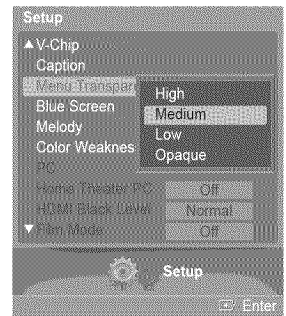 Setup
▲ V-Chip
Caption
Menu Transpar
High
Blue Screen
Medium
Melody
Low
Color Weaknes
Opaque
PC
Home Theater PC Off
HDMI Black Level Normal
▼ Film Mode Off
Setup
Enter